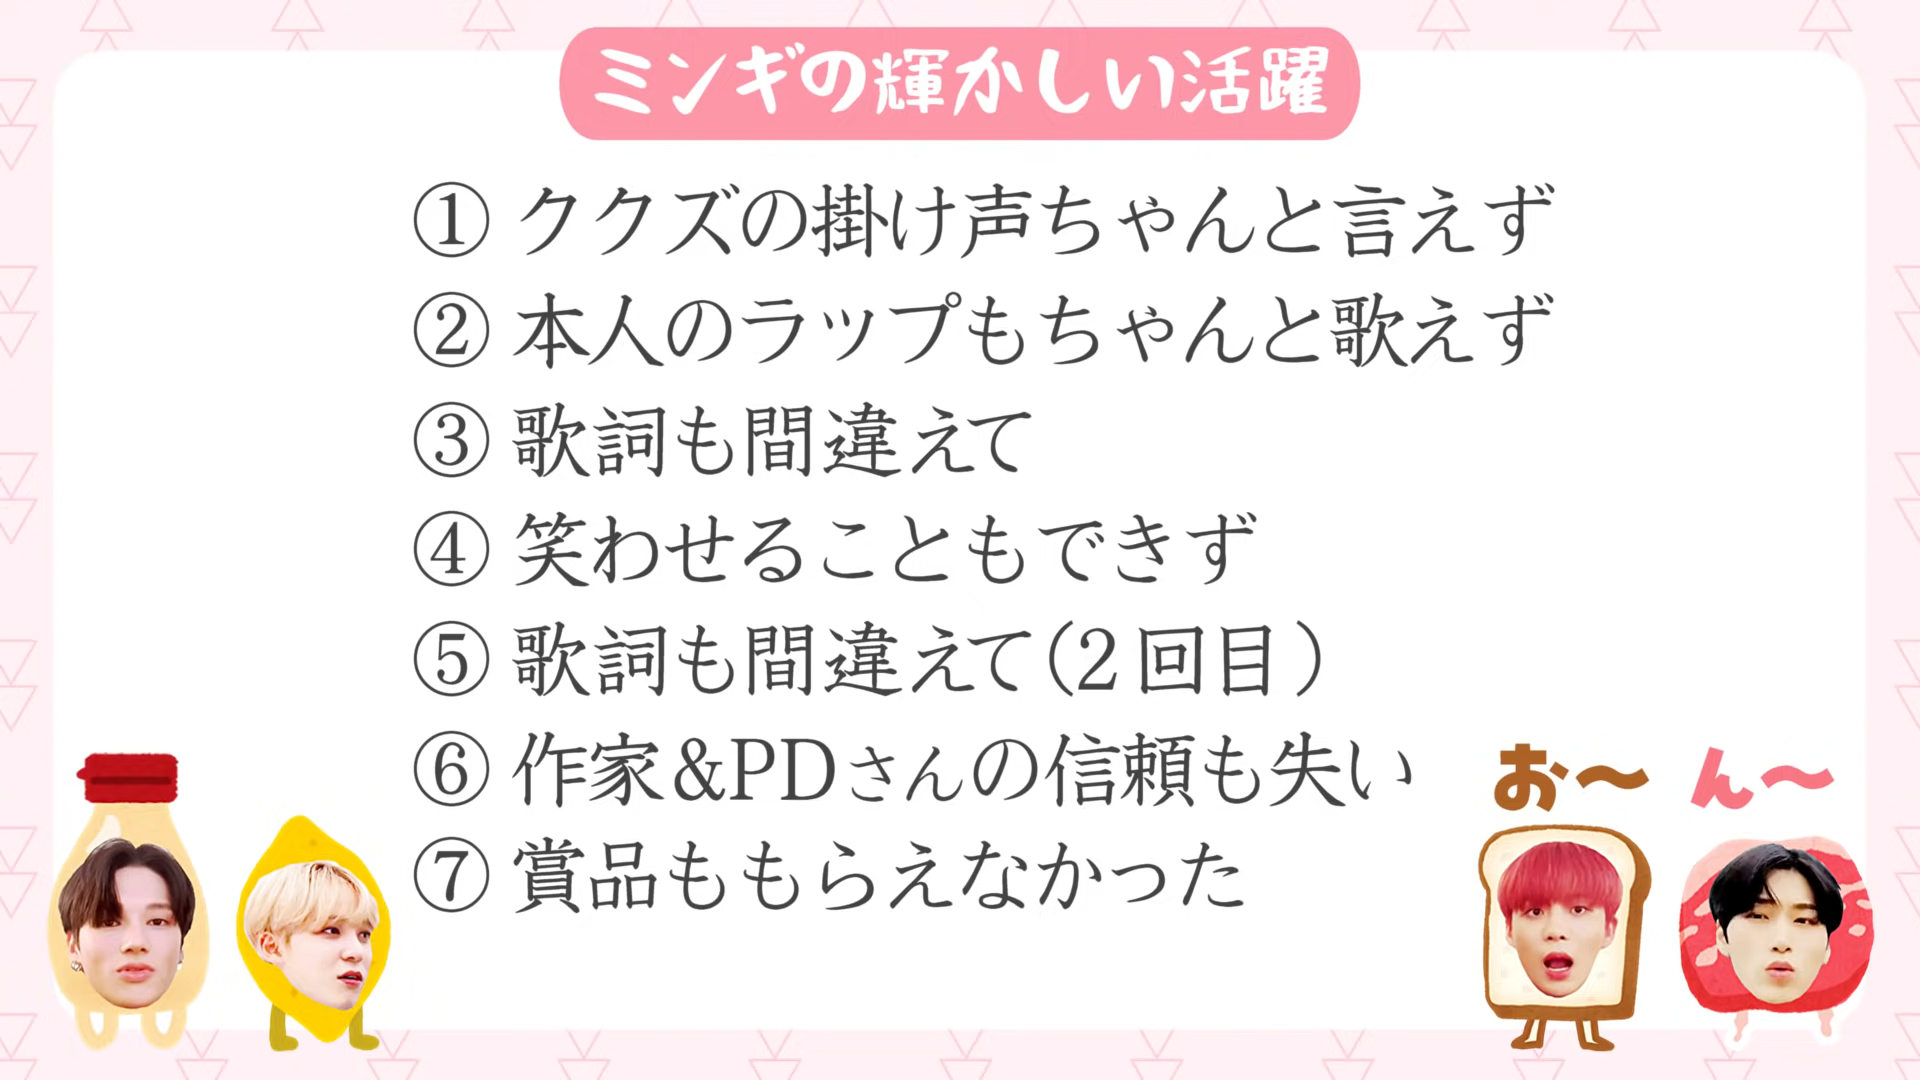 ミンギの輝かしい活躍
① ククズの掛け声ちゃんと言えず
② 本人のラップもちゃんと歌えず
③ 歌詞も間違えて
④ 笑わせることもできず
⑤ 歌詞も間違えて(2回目)
⑥ 作家&PDさんの信頼も失い
⑦ 賞品ももらえなかった
お〜 ん〜